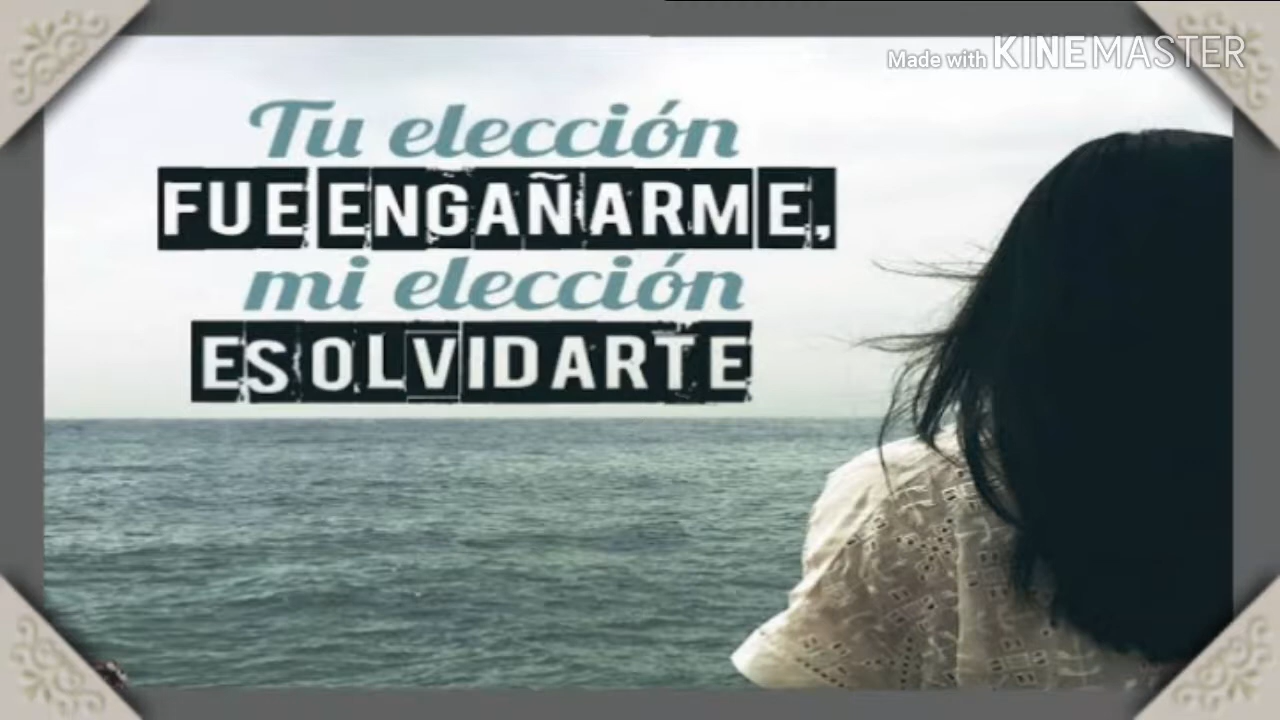 Made with KINEMASTER
Tu elección
FUE ENGAÑARME,
mi elección
ES OLVIDARTE